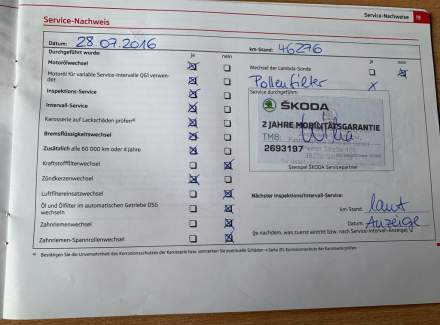 Service-Nachweise
Service-Nachweis
Datum: 28.07.2016
km-Stand: 46276
Durchgeführt wurde: ja nein
ja nein
Motorölwechsel
Wechsel der Lambda-Sonde
Motoröl für variable Service-Intervalle QG1 verwendet
Pollenfilter x
Inspektions-Service
Service durchgeführt:
Intervall-Service
ŠKODA
Karosserie auf Lackschäden prüfen
2 JAHRE MOBILITÄTSGARANTIE
Bremsflüssigkeitswechsel
TMB:
Zusätzlich alle 60 000 km oder 4 Jahre
2693197
Kraftstofffilterwechsel
Stempel ŠKODA Servicepartner
Zündkerzenwechsel
Luftfiltereinsatzwechsel
Nächster Inspektions-/Intervall-Service:
Öl und Ölfilter im automatischen Getriebe DSG wechseln
km-Stand: laut
Zahnriemenwechsel
Datum: Anzeige
Zahnriemen-Spannrollenwechsel
(je nachdem, was zuerst eintritt bzw. nach Service-Intervall-Anzeige)